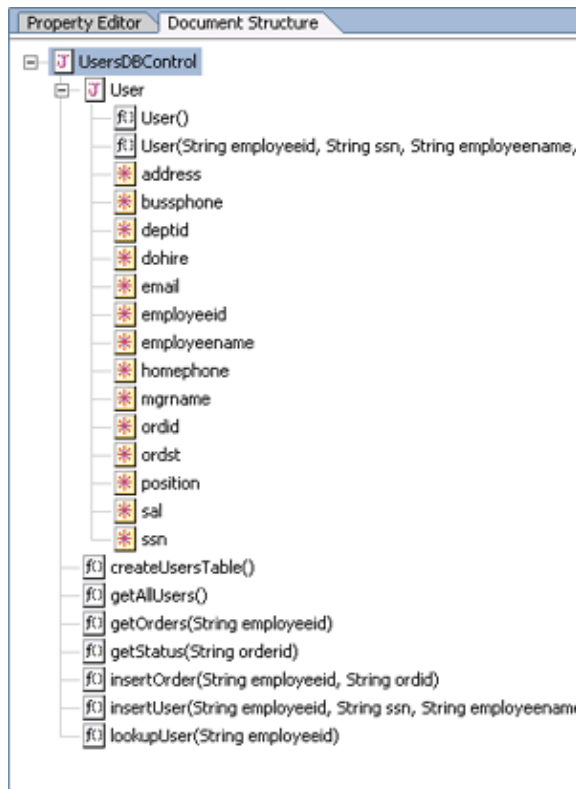 Property Editor Document Structure
UsersDBControl
User
User()
User(String employeeid, String ssn, String employeename,
address
bussphone
deptid
dohire
email
employeeid
employeename
homephone
mgrname
ordid
ordst
position
sal
ssn
createUsersTable()
getAllUsers()
getOrders(String employeeid)
getStatus(String orderid)
insertOrder(String employeeid, String ordid)
insertUser(String employeeid, String ssn, String employeename
lookupUser(String employeeid)